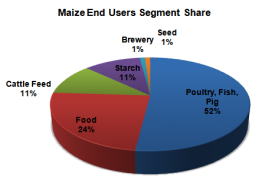 Maize End Users Segment Share
Brewery
1%
Seed
1%
Starch
11%
Cattle Feed
11%
Poultry, Fish,
Pig
52%
Food
24%